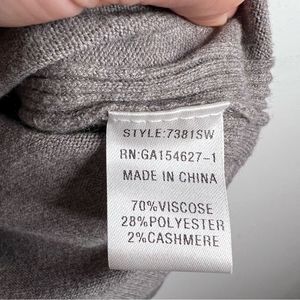 STYLE:7381SW
RN:GA154627-1
MADE IN CHINA
70%VISCOSE
28%POLYESTER
2%CASHMERE